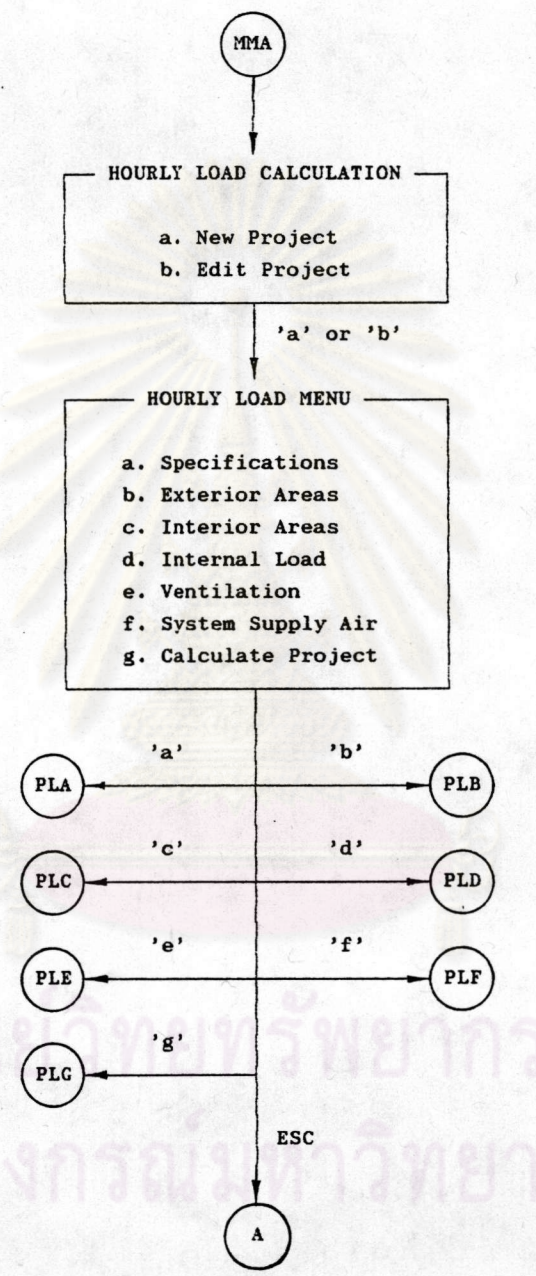 MMA
HOURLY LOAD CALCULATION
a. New Project
b. Edit Project
'a' or 'b'
HOURLY LOAD MENU
a. Specifications
b. Exterior Areas
c. Interior Areas
d. Internal Load
e. Ventilation
f. System Supply Air
g. Calculate Project
'a' 'b'
PLA PLB
'c' 'd'
PLC PLD
'e' 'f'
PLE PLF
'g'
PLG
ESC
A